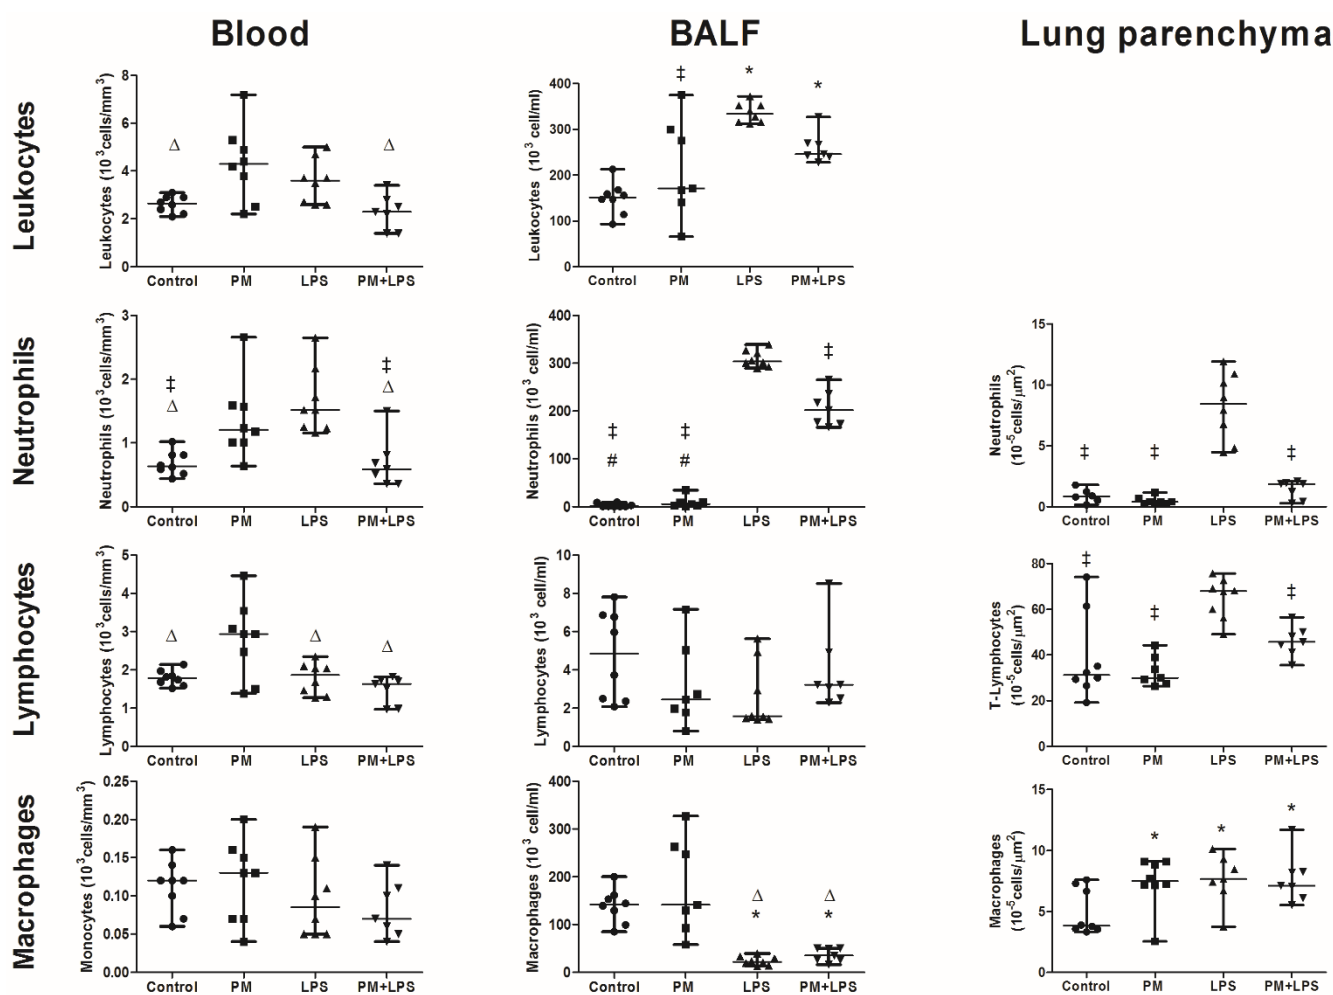 Blood
BALF
Lung parenchyma
Leukocytes
Leukocytes (10³cells/mm³)
8
6
4
2
0
Δ
Δ
Control
PM
LPS
PM+LPS
Leukocytes (10³ cell/ml)
400
300
200
100
0
‡
*
*
Control
PM
LPS
PM+LPS
Neutrophils
Neutrophils (10³cells/mm³)
3
2
1
0
‡
Δ
‡
Δ
Control
PM
LPS
PM+LPS
Neutrophils (10³ cell/ml)
400
300
200
100
0
‡
#
‡
#
‡
Control
PM
LPS
PM+LPS
Neutrophils
(10⁻⁵cells/µm²)
15
10
5
0
‡
‡
‡
Control
PM
LPS
PM+LPS
Lymphocytes
Lymphocytes (10³cells/mm³)
5
4
3
2
1
0
Δ
Δ
Δ
Control
PM
LPS
PM+LPS
Lymphocytes (10³ cell/ml)
10
8
6
4
2
0
Control
PM
LPS
PM+LPS
T-Lymphocytes
(10⁻⁵cells/µm²)
80
60
40
20
0
‡
‡
‡
Control
PM
LPS
PM+LPS
Macrophages
Monocytes (10³cells/mm³)
0.25
0.20
0.15
0.10
0.05
0.00
Control
PM
LPS
PM+LPS
Macrophages (10³ cell/ml)
400
300
200
100
0
Δ
*
Δ
*
Control
PM
LPS
PM+LPS
Macrophages
(10⁻⁵cells/µm²)
15
10
5
0
*
*
*
Control
PM
LPS
PM+LPS